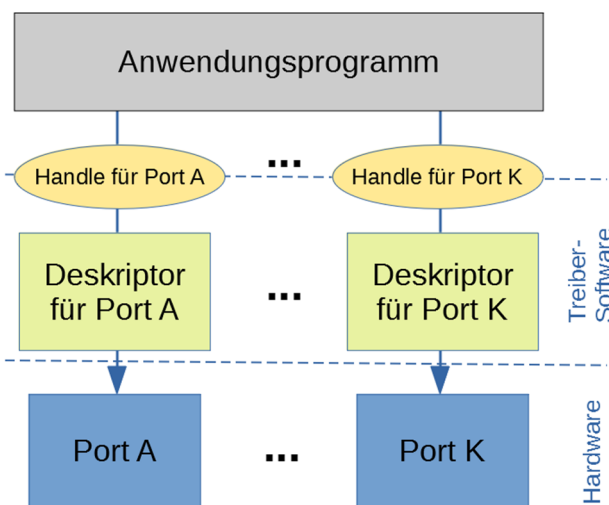 Anwendungsprogramm
...
Handle für Port A
Handle für Port K
Deskriptor
für Port A
...
Deskriptor
für Port K
Treiber-
Software
Port A
...
Port K
Hardware